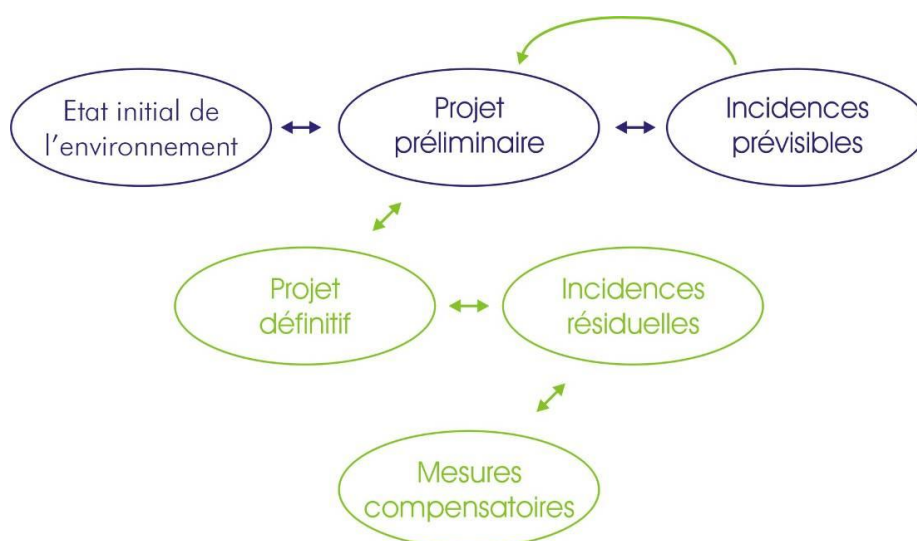 Etat initial de
l'environnement
Projet
préliminaire
Incidences
prévisibles
Projet
définitif
Incidences
résiduelles
Mesures
compensatoires